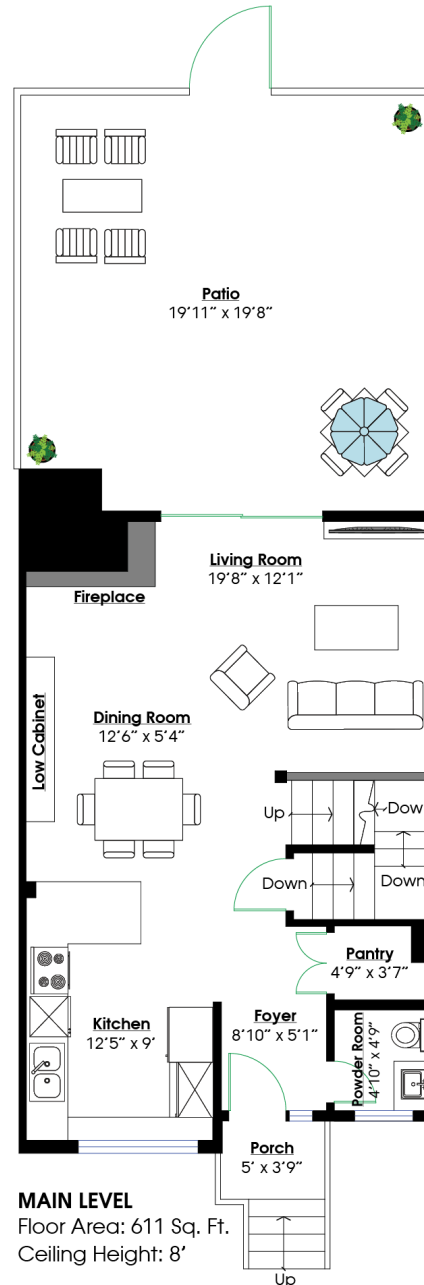 Patio
19'11" x 19'8"
Living Room
19'8" x 12'1"
Fireplace
Low Cabinet
Dining Room
12'6" x 5'4"
Up
Dow
Down
Down
Pantry
4'9" x 3'7"
Kitchen
12'5" x 9'
Foyer
8'10" x 5'1"
Powder Room
4'10" x 4'9"
Porch
5' x 3'9"
MAIN LEVEL
Floor Area: 611 Sq. Ft.
Ceiling Height: 8'
Up